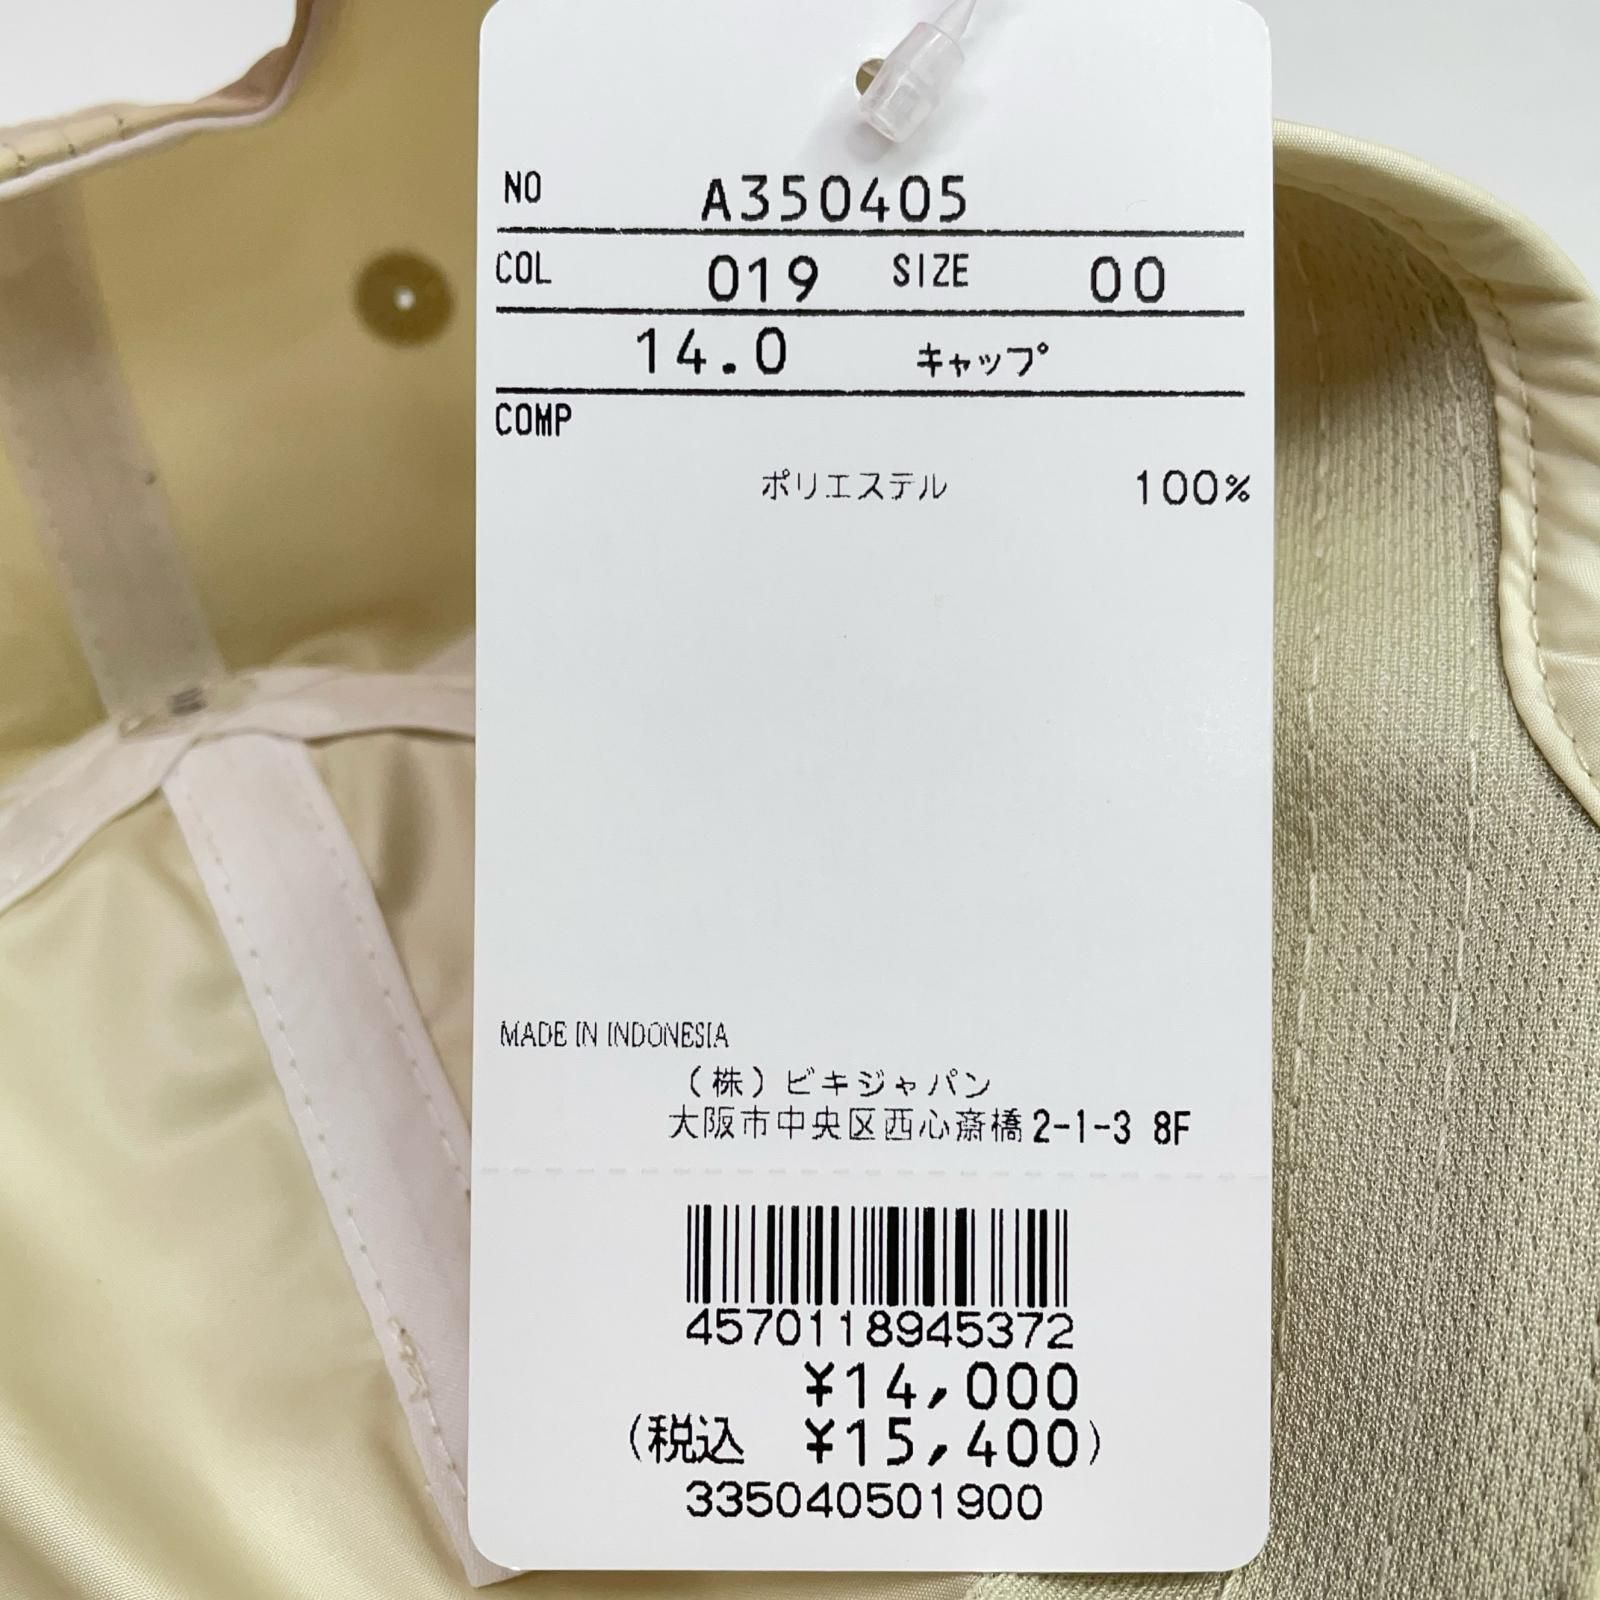 NO A350405
COL 019 SIZE 00
14.0 キャップ
COMP
ポリエステル 100%
MADE IN INDONESIA
(株)ビキジャパン
大阪市中央区西心斎橋2-1-3 8F
4570118945372
¥14,000
(税込 ¥15,400)
335040501900